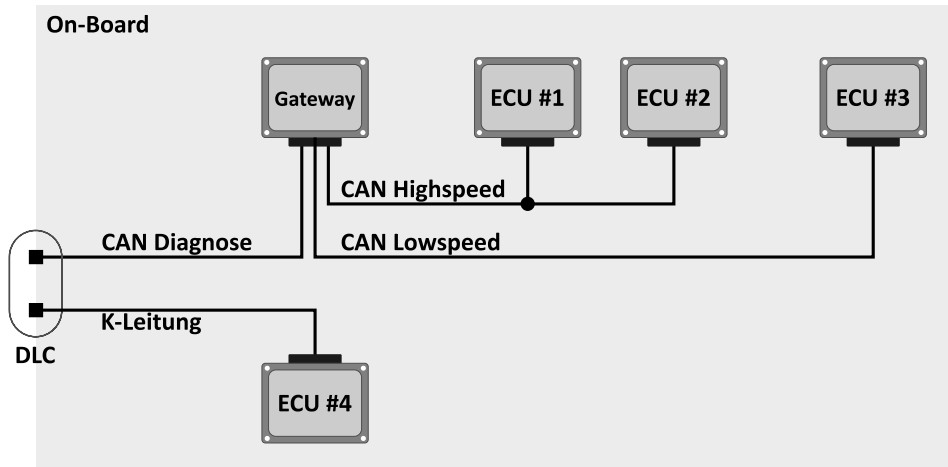 On-Board
Gateway
ECU #1
ECU #2
ECU #3
CAN Highspeed
CAN Diagnose
CAN Lowspeed
K-Leitung
DLC
ECU #4